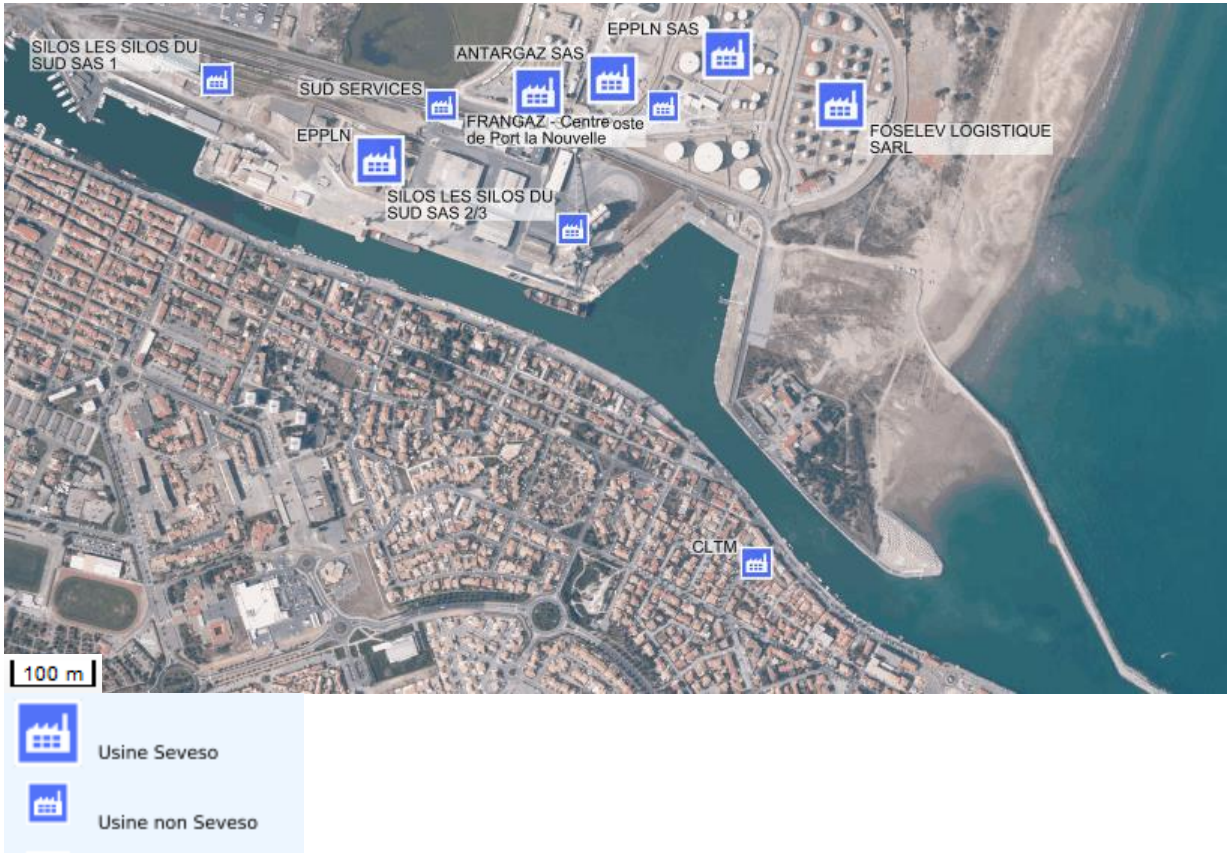 SILOS LES SILOS DU
SUD SAS 1
SUD SERVICES
EPPLN
ANTARGAZ SAS
EPPLN SAS
FRANGAZ - Centre oste
de Port la Nouvelle
FOSELEV LOGISTIQUE
SARL
SILOS LES SILOS DU
SUD SAS 2/3
CLTM
100 m
Usine Seveso
Usine non Seveso